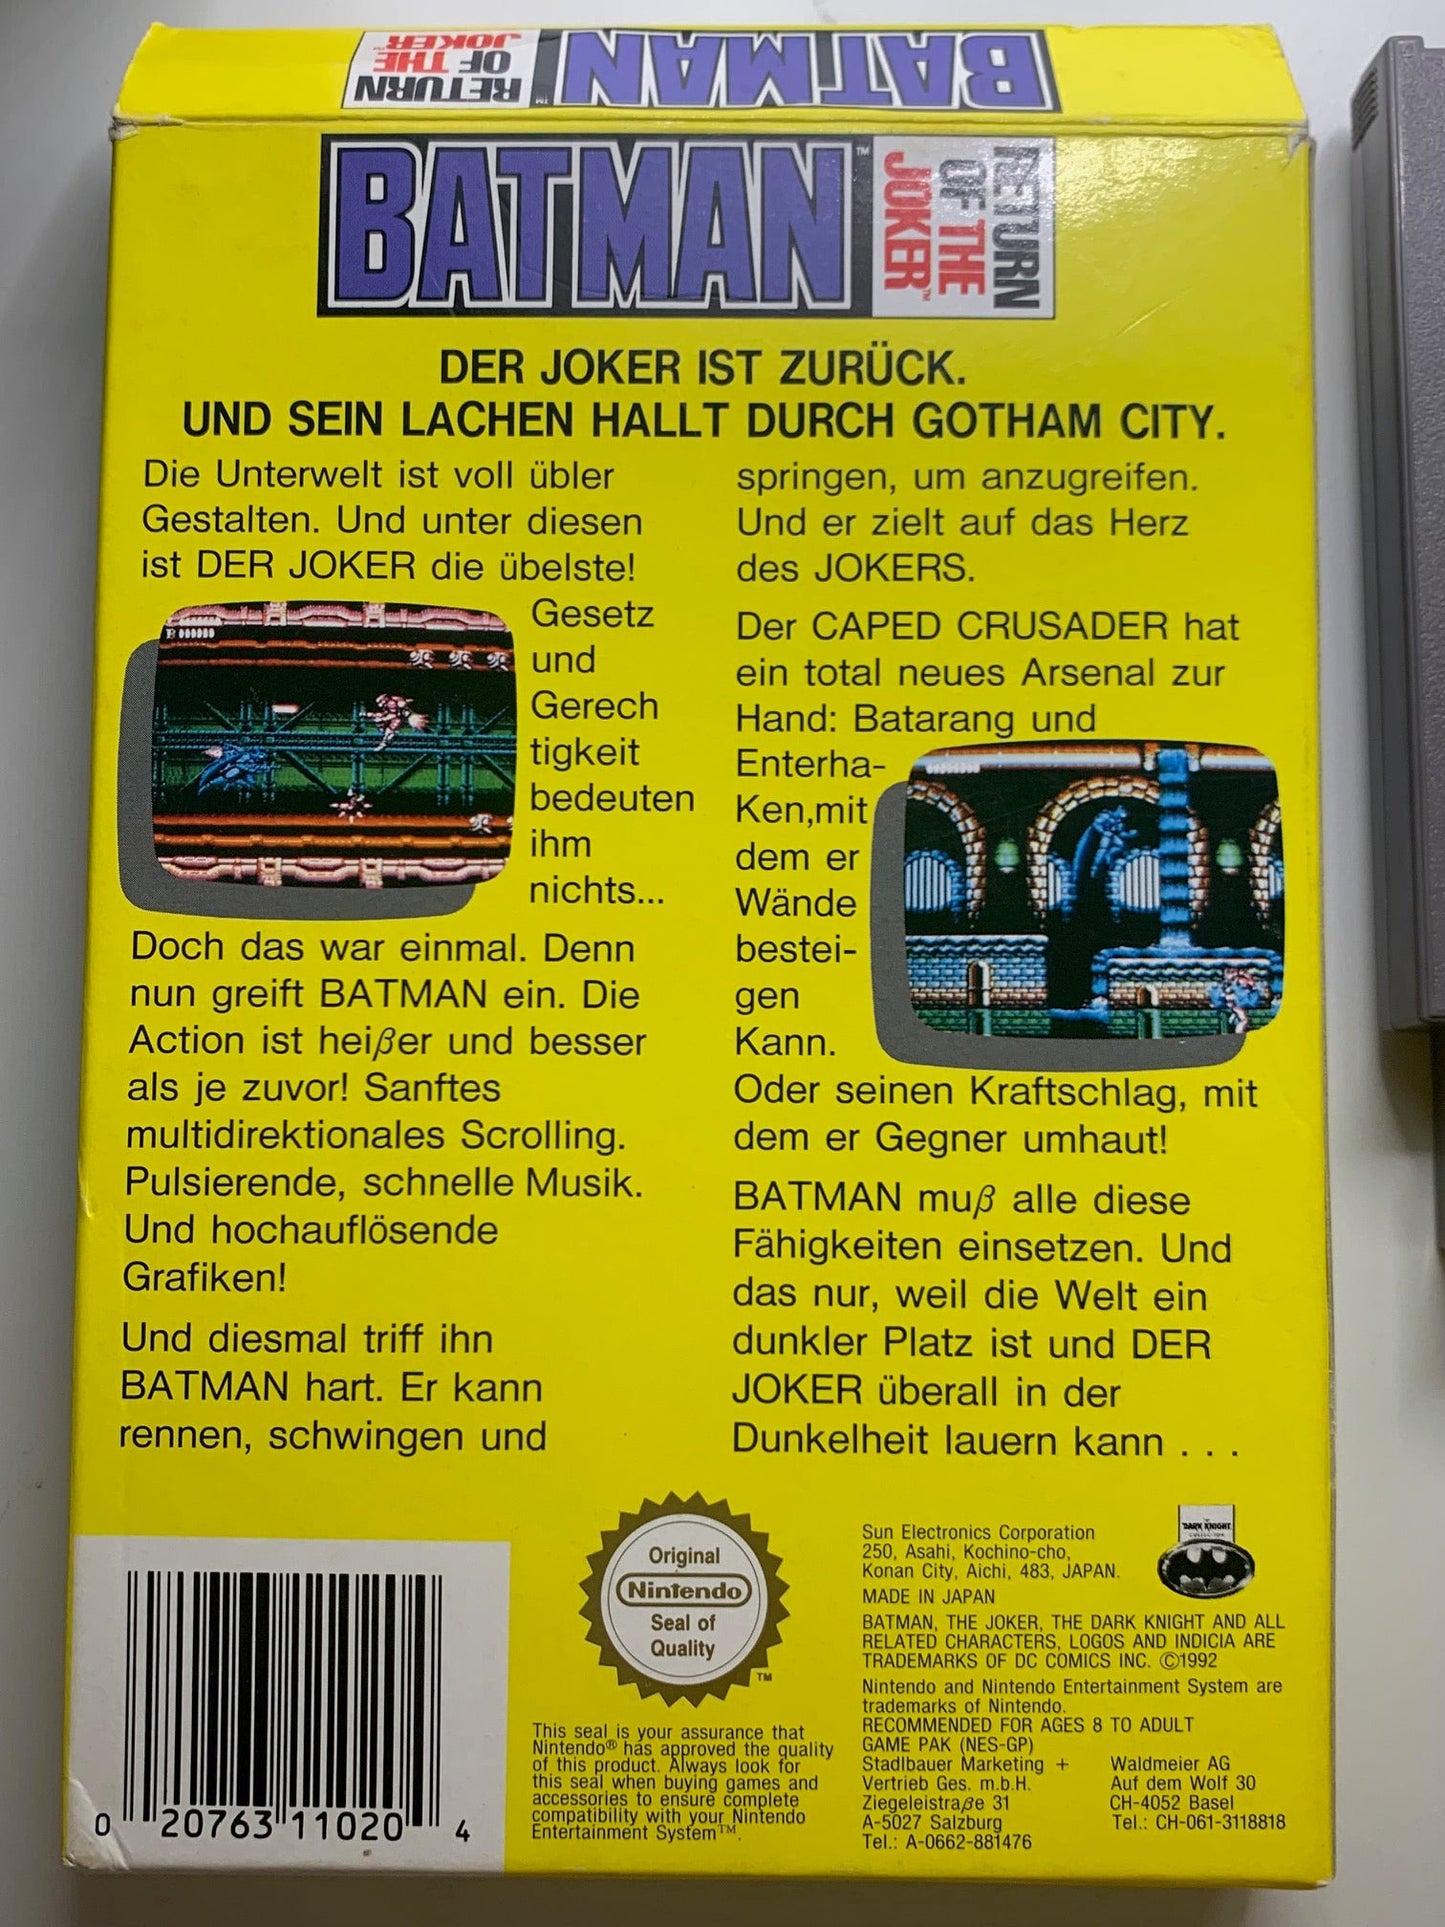 BATMAN™ RETURN OF THE JOKER™
BATMAN™
RETURN
OF THE
JOKER™
DER JOKER IST ZURÜCK.
UND SEIN LACHEN HALLT DURCH GOTHAM CITY.
Die Unterwelt ist voll übler
Gestalten. Und unter diesen
ist DER JOKER die übelste!
Gesetz
und
Gerech
tigkeit
bedeuten
ihm
nichts...
Doch das war einmal. Denn
nun greift BATMAN ein. Die
Action ist heiβer und besser
als je zuvor! Sanftes
multidirektionales Scrolling.
Pulsierende, schnelle Musik.
Und hochauflösende
Grafiken!
Und diesmal triff ihn
BATMAN hart. Er kann
rennen, schwingen und
springen, um anzugreifen.
Und er zielt auf das Herz
des JOKERS.
Der CAPED CRUSADER hat
ein total neues Arsenal zur
Hand: Batarang und
Enterha-
Ken,mit
dem er
Wände
bestei-
gen
Kann.
Oder seinen Kraftschlag, mit
dem er Gegner umhaut!
BATMAN muβ alle diese
Fähigkeiten einsetzen. Und
das nur, weil die Welt ein
dunkler Platz ist und DER
JOKER überall in der
Dunkelheit lauern kann . . .
0 20763 11020 4
Original
Nintendo
Seal of
Quality
™
This seal is your assurance that
Nintendo® has approved the quality
of this product. Always look for
this seal when buying games and
accessories to ensure complete
compatibility with your Nintendo
Entertainment System™.
Sun Electronics Corporation
250, Asahi, Kochino-cho,
Konan City, Aichi, 483, JAPAN.
MADE IN JAPAN
THE
DARK KNIGHT
COLLECTION
BATMAN, THE JOKER, THE DARK KNIGHT AND ALL
RELATED CHARACTERS, LOGOS AND INDICIA ARE
TRADEMARKS OF DC COMICS INC. ©1992
Nintendo and Nintendo Entertainment System are
trademarks of Nintendo.
RECOMMENDED FOR AGES 8 TO ADULT
GAME PAK (NES-GP)
Stadlbauer Marketing +
Vertrieb Ges. m.b.H.
Ziegeleistraβe 31
A-5027 Salzburg
Tel.: A-0662-881476
Waldmeier AG
Auf dem Wolf 30
CH-4052 Basel
Tel.: CH-061-3118818